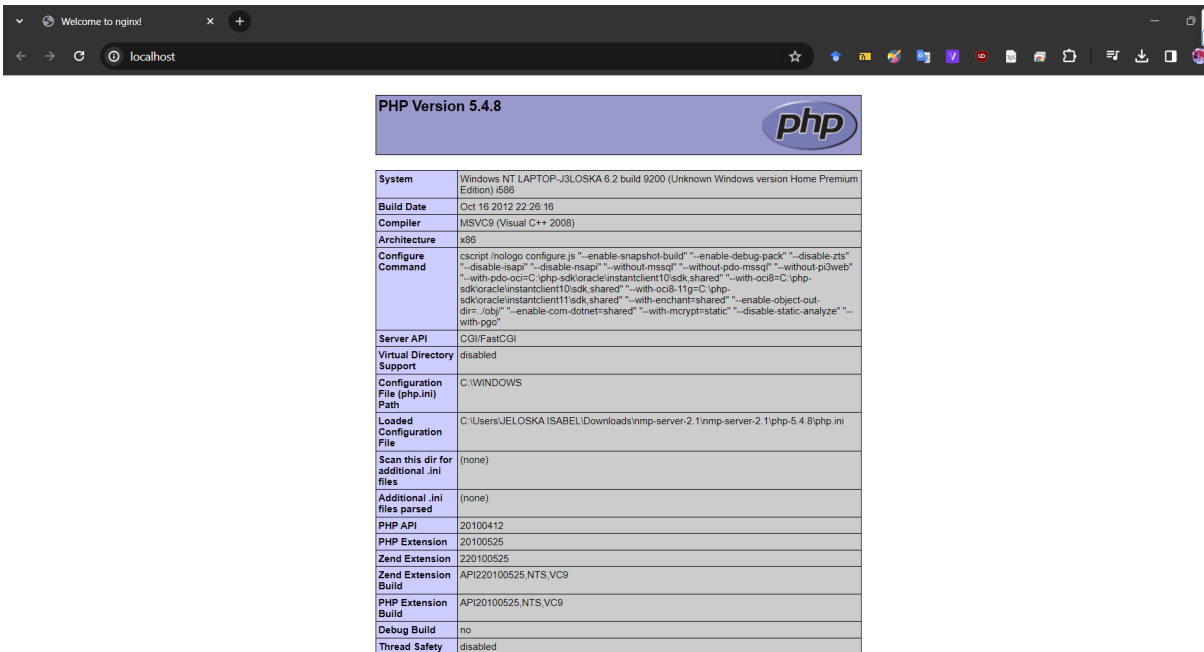 Welcome to nginx!
localhost
PHP Version 5.4.8
php
System
Windows NT LAPTOP-J3LOSKA 6.2 build 9200 (Unknown Windows version Home Premium
Edition) i586
Build Date
Oct 16 2012 22:26:16
Compiler
MSVC9 (Visual C++ 2008)
Architecture
x86
Configure
Command
cscript /nologo configure.js "--enable-snapshot-build" "--enable-debug-pack" "--disable-zts"
"--disable-isapi" "--disable-nsapi" "--without-mssql" "--without-pdo-mssql" "--without-pi3web"
"--with-pdo-oci=C:\php-sdk\oracle\instantclient10\sdk,shared" "--with-oci8=C:\php-
sdk\oracle\instantclient10\sdk,shared" "--with-oci8-11g=C:\php-
sdk\oracle\instantclient11\sdk,shared" "--with-enchant=shared" "--enable-object-out-
dir=../obj/" "--enable-com-dotnet=shared" "--with-mcrypt=static" "--disable-static-analyze" "--
with-pgo"
Server API
CGI/FastCGI
Virtual Directory
Support
disabled
Configuration
File (php.ini)
Path
C:\WINDOWS
Loaded
Configuration
File
C:\Users\JELOSKA ISABEL\Downloads\nmp-server-2.1\nmp-server-2.1\php-5.4.8\php.ini
Scan this dir for
additional .ini
files
(none)
Additional .ini
files parsed
(none)
PHP API
20100412
PHP Extension
20100525
Zend Extension
220100525
Zend Extension
Build
API220100525,NTS,VC9
PHP Extension
Build
API20100525,NTS,VC9
Debug Build
no
Thread Safety
disabled